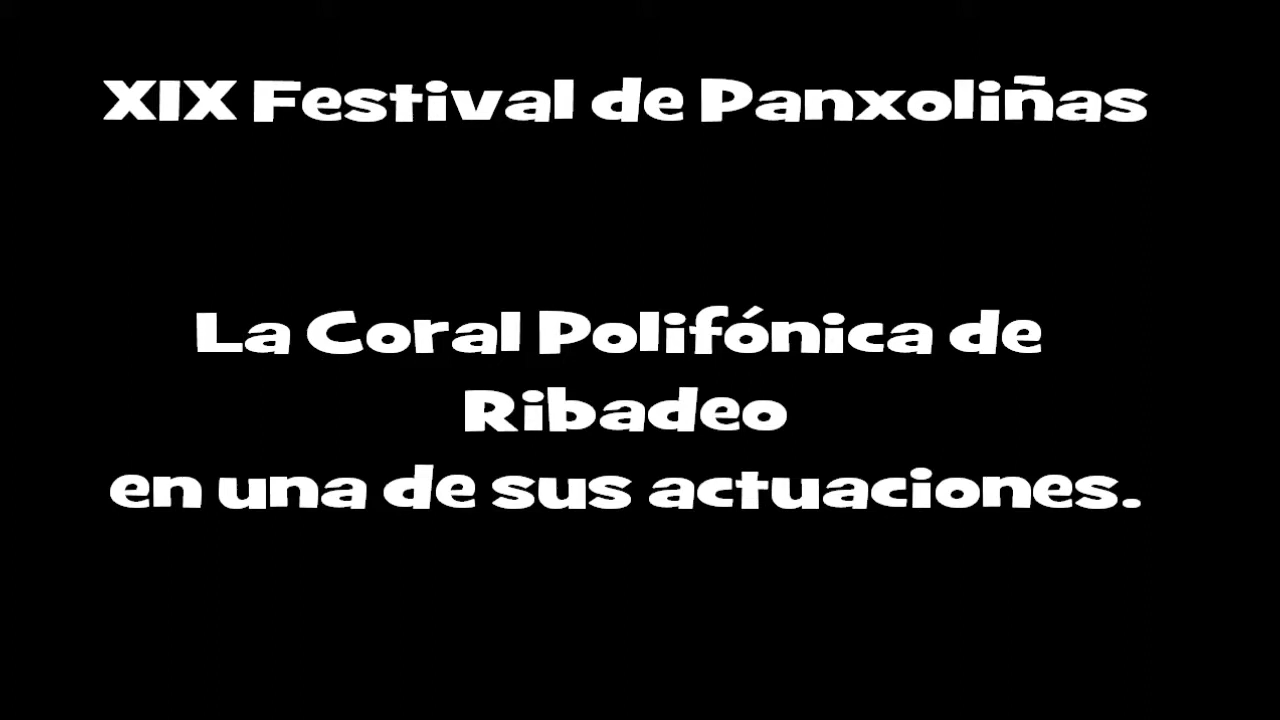 XIX Festival de Panxoliñas
La Coral Polifónica de
Ribadeo
en una de sus actuaciones.